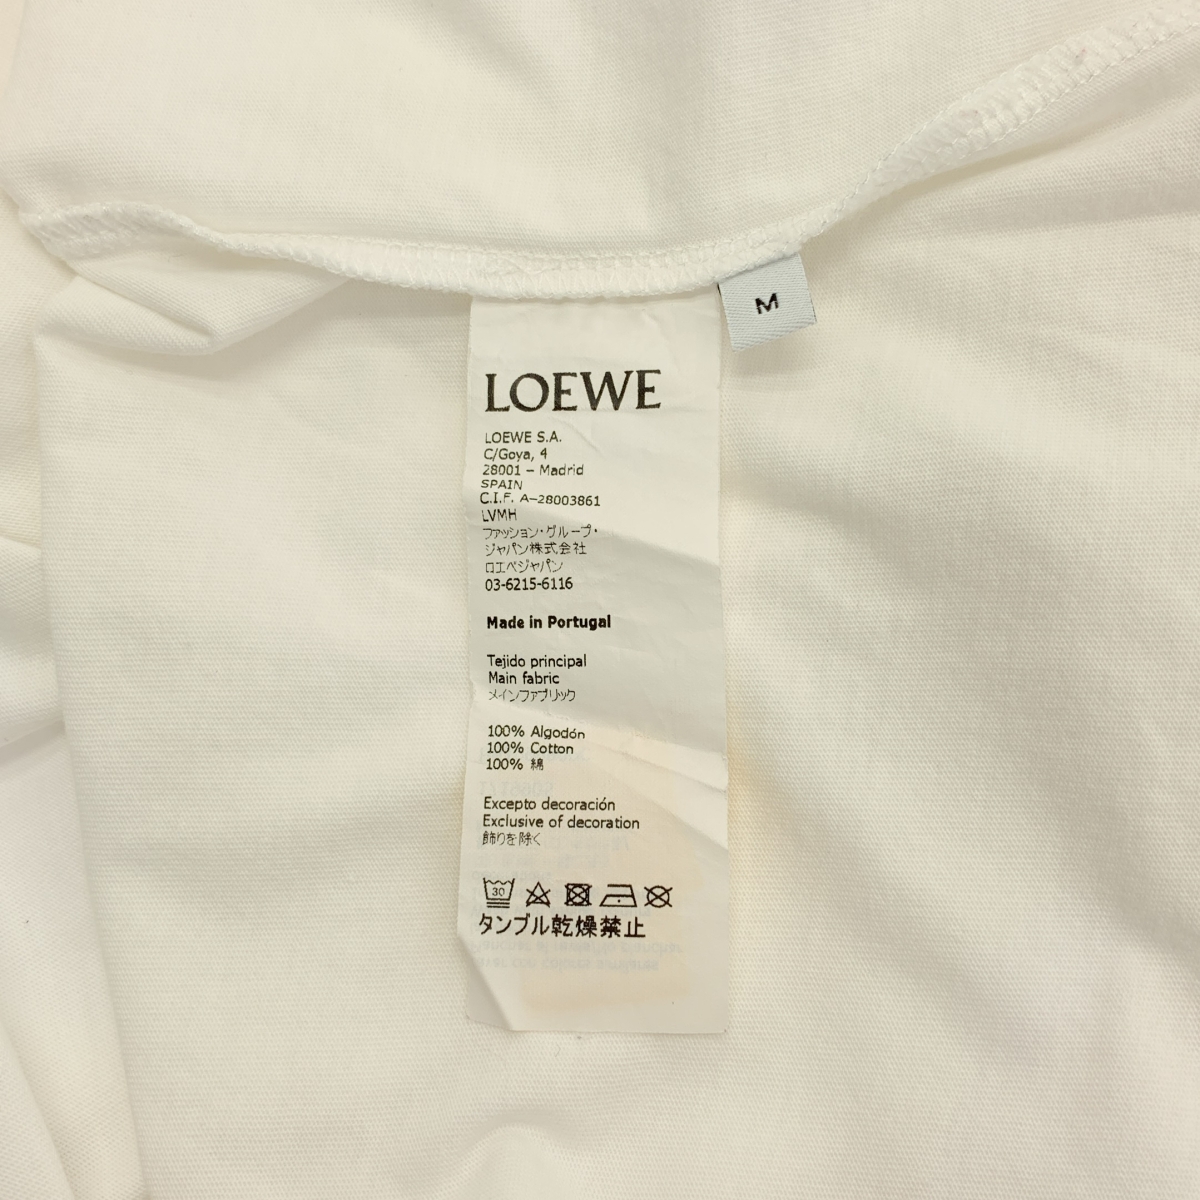 M
LOEWE
LOEWE S.A.
C/Goya, 4
28001 – Madrid
SPAIN
C.I.F. A-28003861
LVMH
ファッション・グループ・
ジャパン株式会社
ロエベジャパン
03-6215-6116
Made in Portugal
Tejido principal
Main fabric
メインファブリック
100% Algodón
100% Cotton
100% 綿
Excepto decoración
Exclusive of decoration
飾りを除く
30
タンブル乾燥禁止